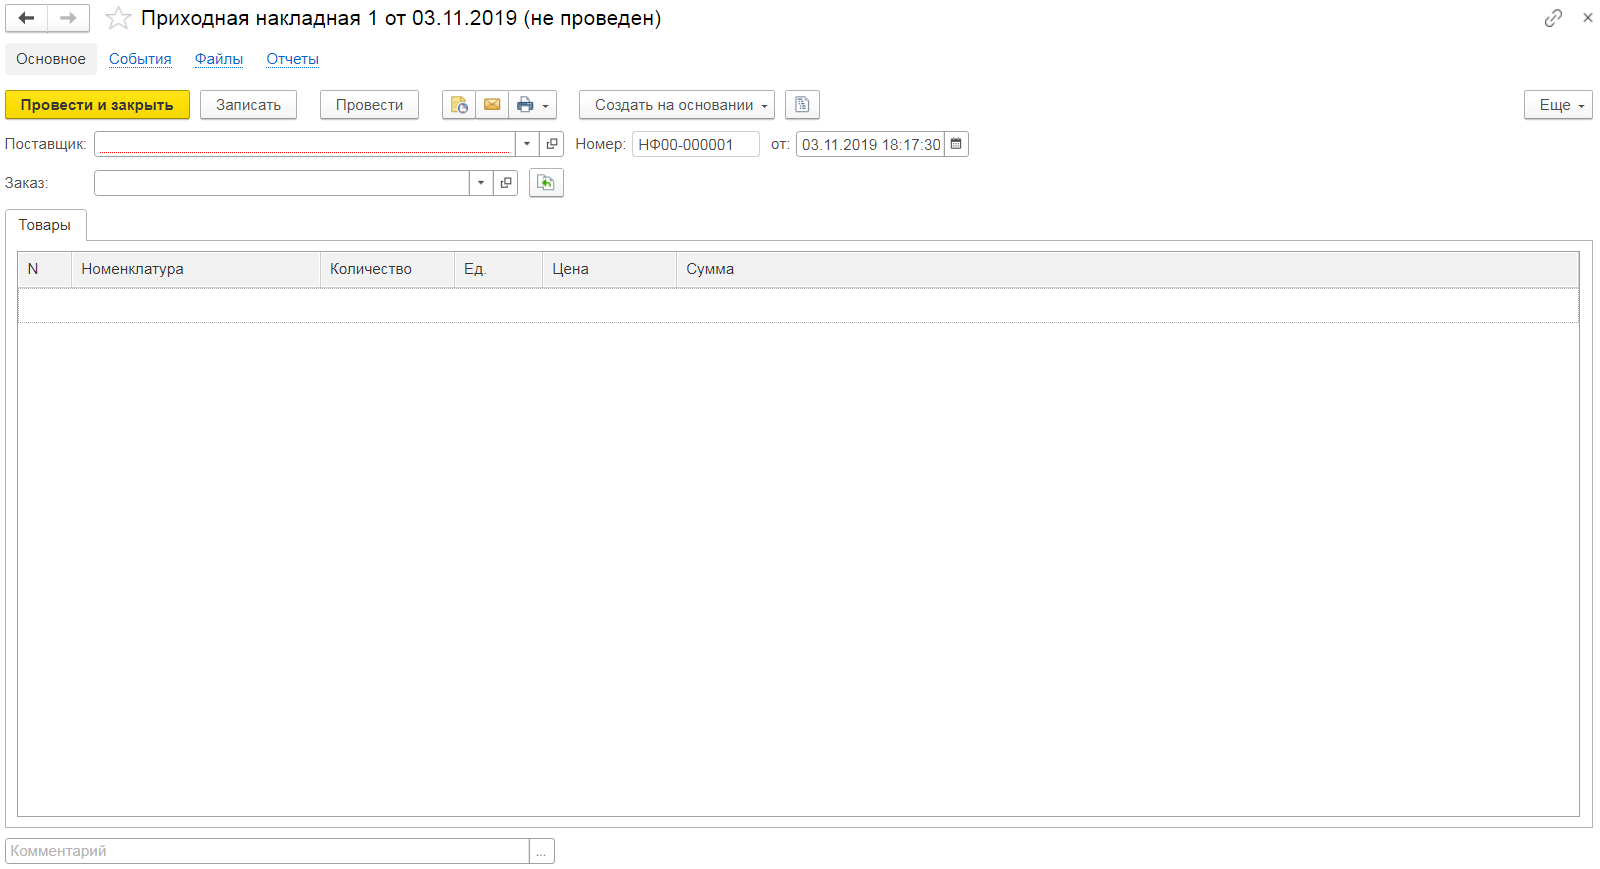 Приходная накладная 1 от 03.11.2019 (не проведен)
Основное События Файлы Отчеты
Провести и закрыть Записать Провести Создать на основании Еще
Поставщик: Номер: НФ00-000001 от: 03.11.2019 18:17:30
Заказ:
Товары
N Номенклатура Количество Ед. Цена Сумма
Комментарий ...